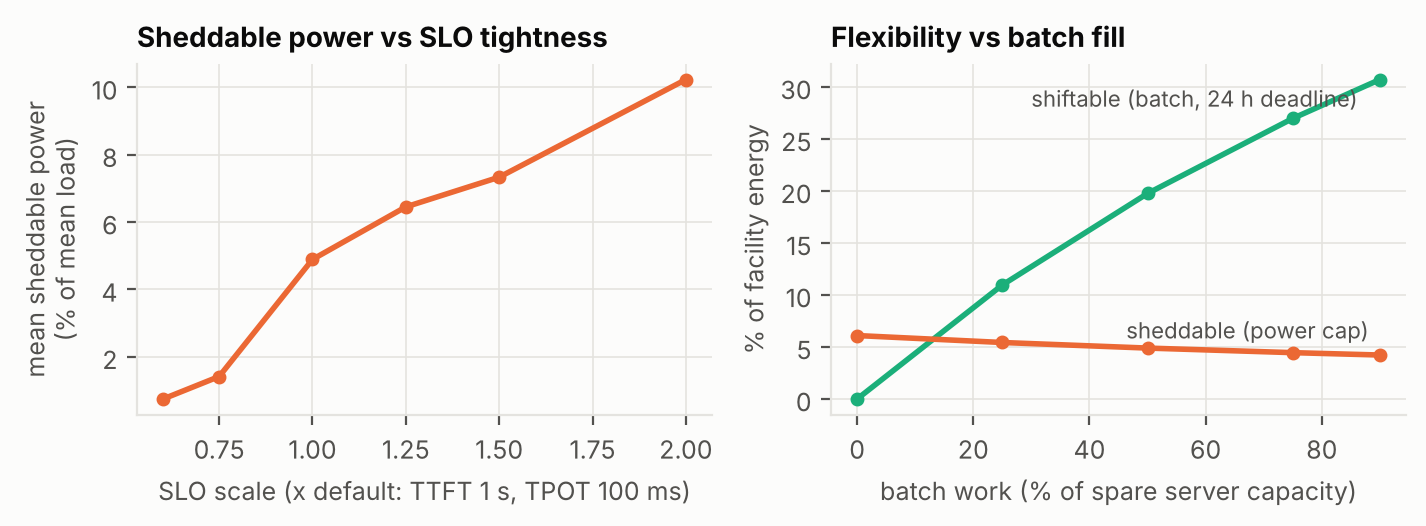 Sheddable power vs SLO tightness
mean sheddable power
(% of mean load)
10
8
6
4
2
0.75 1.00 1.25 1.50 1.75 2.00
SLO scale (x default: TTFT 1 s, TPOT 100 ms)
Flexibility vs batch fill
% of facility energy
30
25
20
15
10
5
0
shiftable (batch, 24 h deadline)
sheddable (power cap)
0 20 40 60 80
batch work (% of spare server capacity)